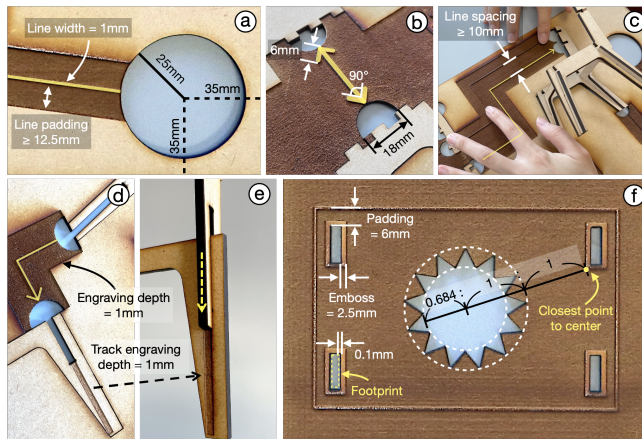 a
Line width = 1mm
25mm
35mm
Line padding
≥ 12.5mm
35mm
b
6mm
90°
18mm
c
Line spacing
≥ 10mm
d
Engraving depth
= 1mm
Track engraving
depth = 1mm
e
f
Padding
= 6mm
Emboss
= 2.5mm
0.684 :
1 :
1
Closest point
to center
0.1mm
Footprint